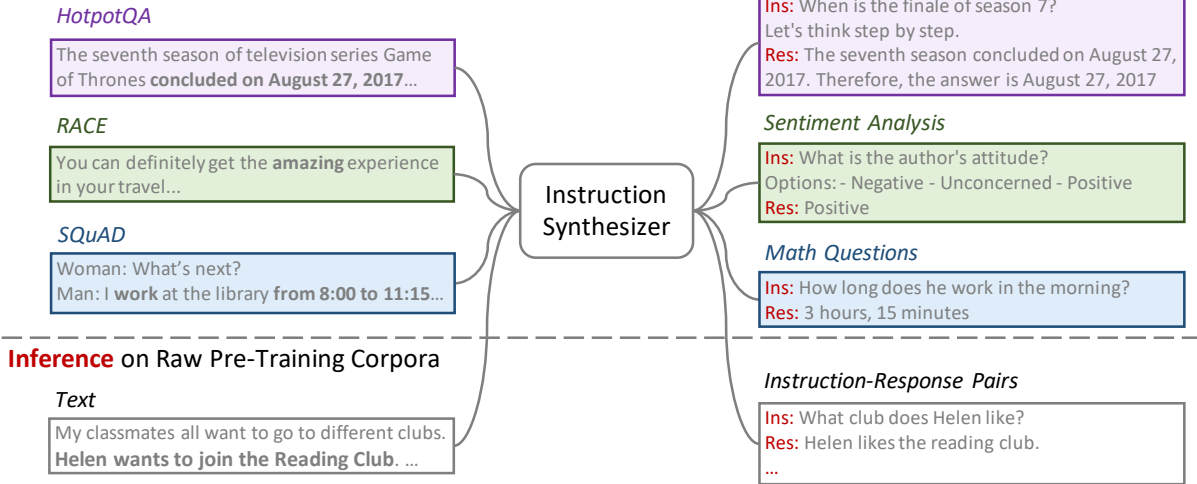 HotpotQA
The seventh season of television series Game
of Thrones concluded on August 27, 2017...
RACE
You can definitely get the amazing experience
in your travel...
SQuAD
Woman: What's next?
Man: I work at the library from 8:00 to 11:15...
Instruction
Synthesizer
Ins: When is the finale of season 7?
Let's think step by step.
Res: The seventh season concluded on August 27,
2017. Therefore, the answer is August 27, 2017
Sentiment Analysis
Ins: What is the author's attitude?
Options: - Negative - Unconcerned - Positive
Res: Positive
Math Questions
Ins: How long does he work in the morning?
Res: 3 hours, 15 minutes
Inference on Raw Pre-Training Corpora
Text
My classmates all want to go to different clubs.
Helen wants to join the Reading Club. ...
Instruction-Response Pairs
Ins: What club does Helen like?
Res: Helen likes the reading club.
...